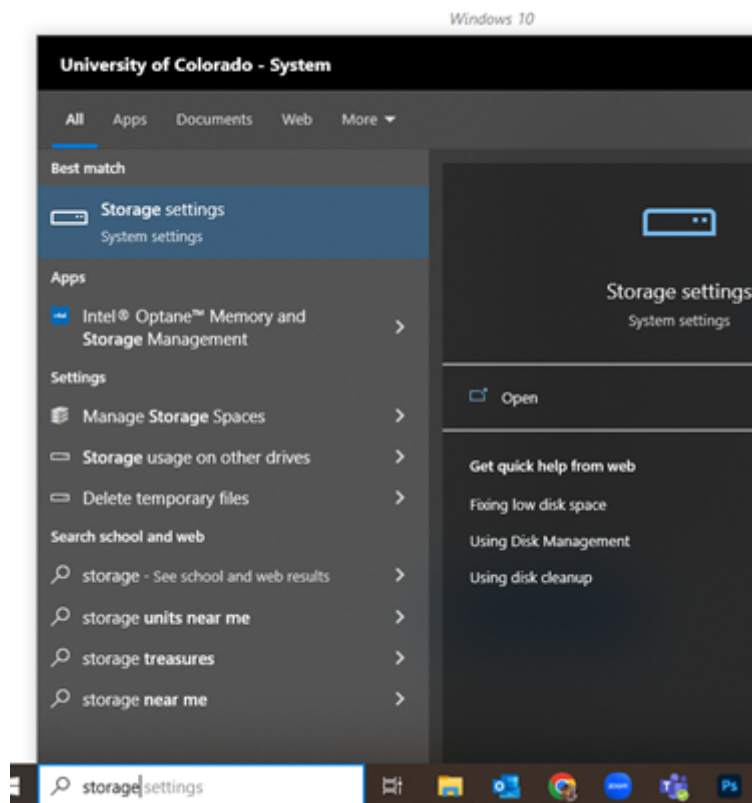 Windows 10
University of Colorado - System
All Apps Documents Web More
Best match
Storage settings
System settings
Apps
Intel® Optane™ Memory and
Storage Management
Settings
Manage Storage Spaces
Storage usage on other drives
Delete temporary files
Search school and web
storage - See school and web results
storage units near me
storage treasures
storage near me
Storage settings
System settings
Open
Get quick help from web
Fixing low disk space
Using Disk Management
Using disk cleanup
storage settings
zoom
Ps